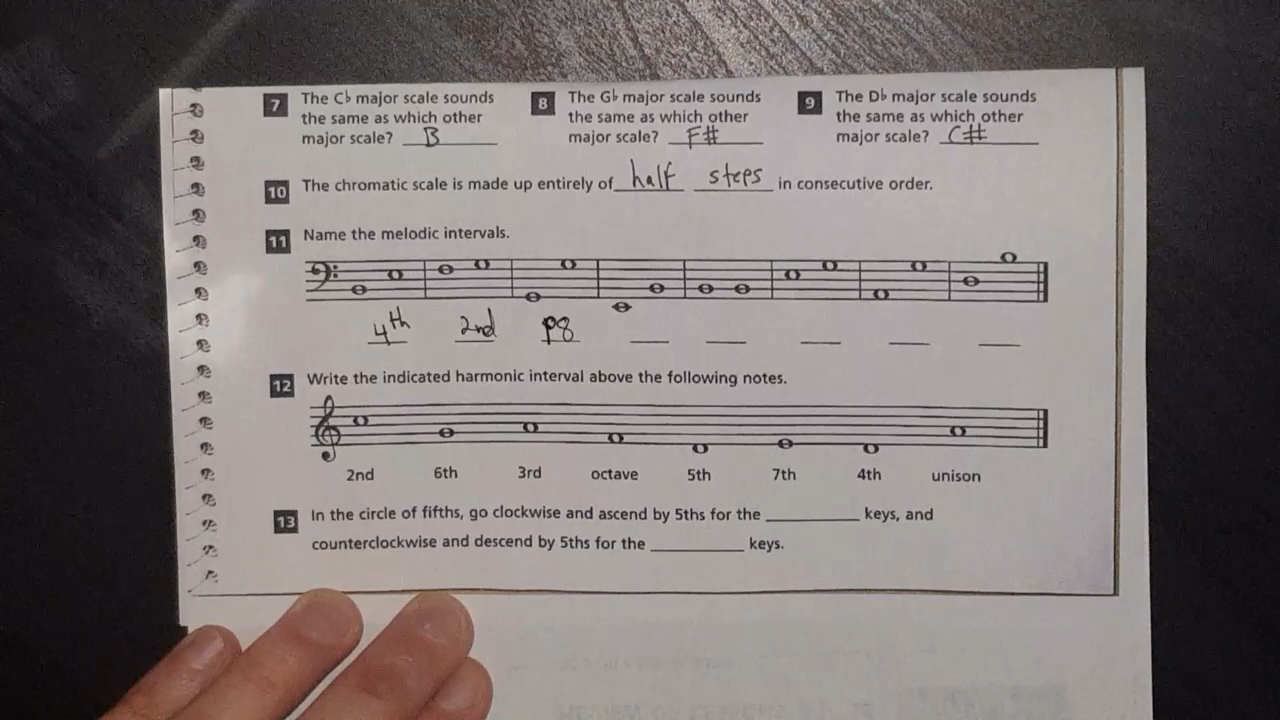 7 The C♭ major scale sounds the same as which other major scale? B
8 The G♭ major scale sounds the same as which other major scale? F#
9 The D♭ major scale sounds the same as which other major scale? C#
10 The chromatic scale is made up entirely of half steps in consecutive order.
11 Name the melodic intervals.
4th 2nd P8
12 Write the indicated harmonic interval above the following notes.
2nd 6th 3rd octave 5th 7th 4th unison
13 In the circle of fifths, go clockwise and ascend by 5ths for the __________ keys, and
counterclockwise and descend by 5ths for the __________ keys.